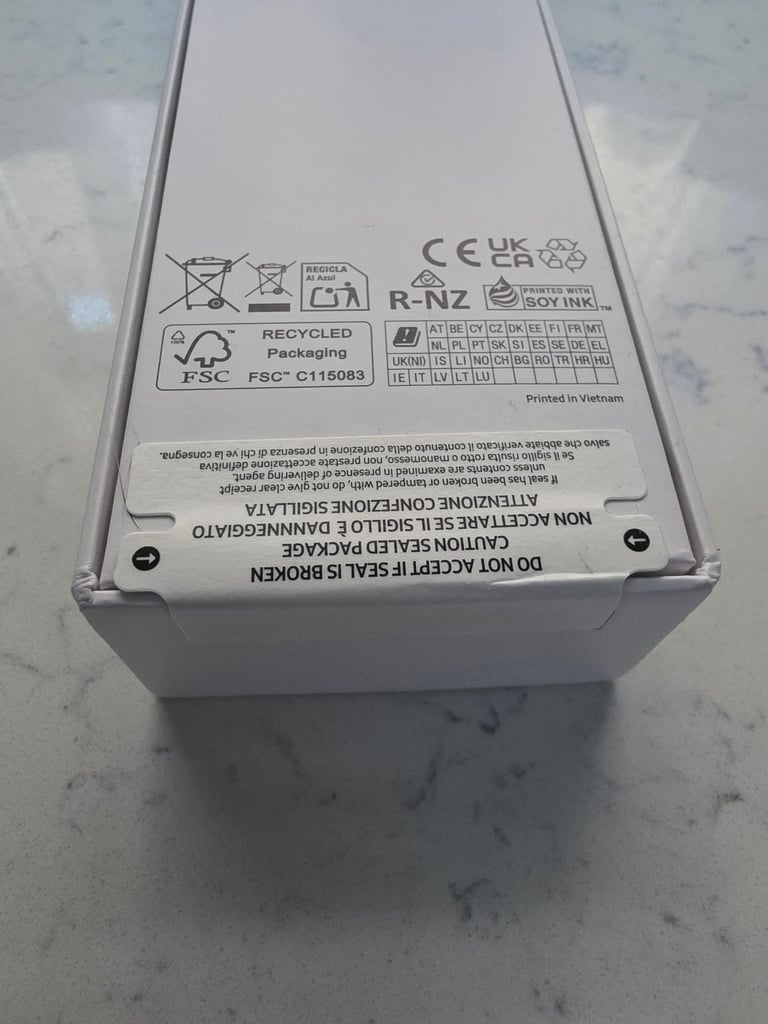 CE UK CA
RECICLA
Al Azul
R-NZ
PRINTED WITH
SOY INK™
100%
FSC™
RECYCLED
Packaging
FSC™ C115083
AT BE CY CZ DK EE FI FR MT
NL PL PT SK SI ES SE DE EL
UK(NI) IS LI NO CH BG RO TR HR HU
IE IT LV LT LU
Printed in Vietnam
DO NOT ACCEPT IF SEAL IS BROKEN
CAUTION SEALED PACKAGE
NON ACCETTARE SE IL SIGILLO È DANNNEGGIATO
ATTENZIONE CONFEZIONE SIGILLATA
If seal has been broken or tampered with, do not give clear receipt
unless contents are examined in presence of delivering agent.
Se il sigillo risulta rotto o manomesso, non prestate accettazione definitiva
salvo che abbiate verificato il contenuto della confezione in presenza di chi ve la consegna.